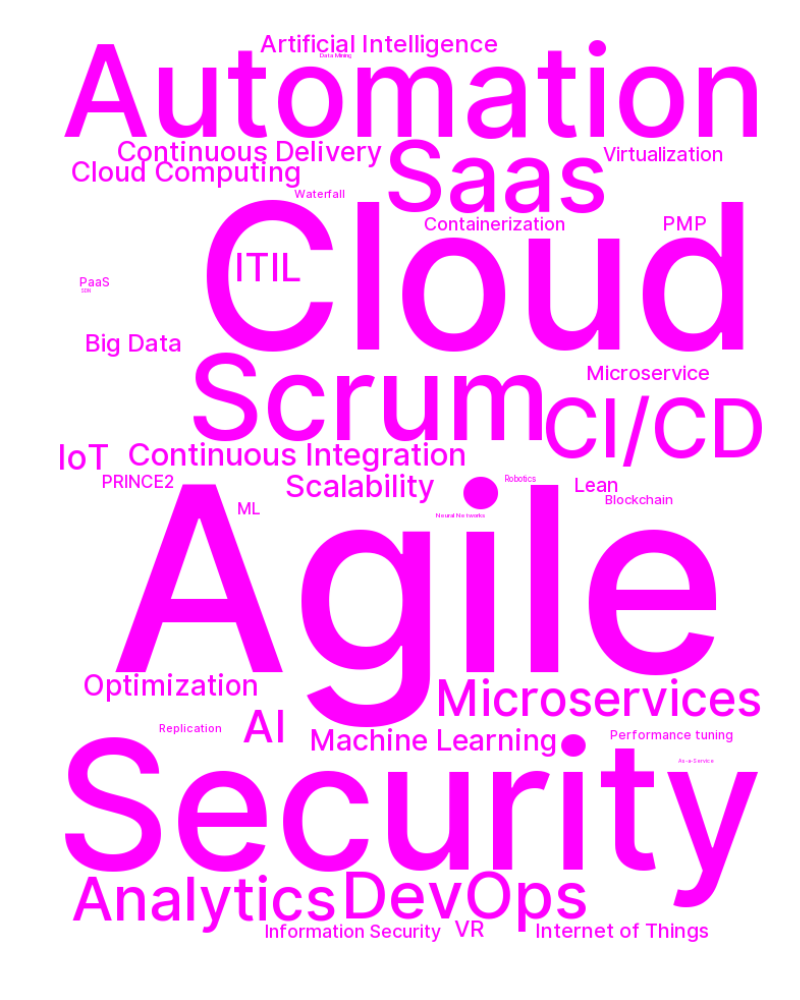 Artificial Intelligence
Data Mining
Automation
Continuous Delivery
Saas
Virtualization
Cloud Computing
Waterfall
Containerization
PMP
Cloud
ITIL
PaaS
Big Data
Scrum
Microservice
CI/CD
IoT
Continuous Integration
PRINCE2
Scalability
Robotics
Lean
Blockchain
ML
Neural Networks
Agile
Optimization
Microservices
Replication
AI
Machine Learning
Performance tuning
As-a-Service
Security
Analytics
DevOps
Information Security
VR
Internet of Things